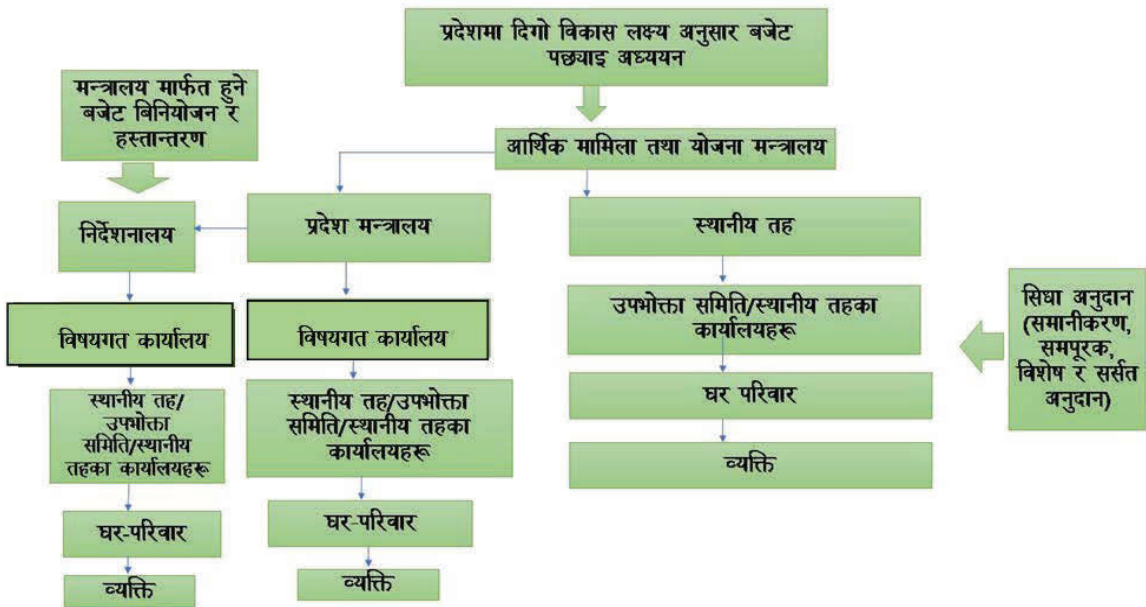 प्रदेशमा दिगो विकास लक्ष्य अनुसार बजेट
पछ्याइ अध्ययन
मन्त्रालय मार्फत हुने
बजेट बिनियोजन र
हस्तान्तरण
आर्थिक मामिला तथा योजना मन्त्रालय
निर्देशनालय
प्रदेश मन्त्रालय
स्थानीय तह
विषयगत कार्यालय
विषयगत कार्यालय
उपभोक्ता समिति/स्थानीय तहका
कार्यालयहरू
सिधा अनुदान
(समानीकरण,
समपूरक,
विशेष र सर्सत
अनुदान)
स्थानीय तह/
उपभोक्ता
समिति/स्थानीय
तहका कार्यालयहरू
स्थानीय तह/उपभोक्ता
समिति/स्थानीय तहका
कार्यालयहरू
घर परिवार
व्यक्ति
घर-परिवार
घर-परिवार
व्यक्ति
व्यक्ति